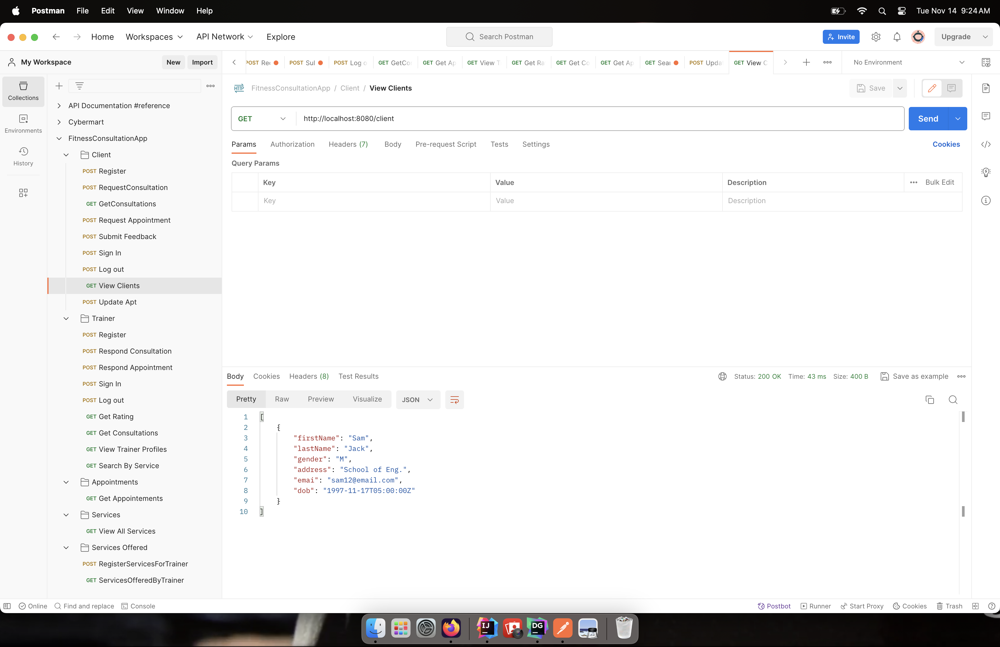 Postman File Edit View Window Help Tue Nov 14 9:24 AM
Home Workspaces API Network Explore Search Postman Invite Upgrade
My Workspace New Import
POST Rec POST Sul POST Log o GET GetCo GET Get Ap GET View T GET Get Ra GET Get Co GET Get Ap GET Sear POST Upda GET View C No Environment
Collections
Environments
History
API Documentation #reference
Cybermart
FitnessConsultationApp
Client
POST Register
POST RequestConsultation
GET GetConsultations
POST Request Appointment
POST Submit Feedback
POST Sign In
POST Log out
GET View Clients
POST Update Apt
Trainer
POST Register
POST Respond Consultation
POST Respond Appointment
POST Sign In
POST Log out
GET Get Rating
GET Get Consultations
GET View Trainer Profiles
GET Search By Service
Appointments
GET Get Appointements
Services
GET View All Services
Services Offered
POST RegisterServicesForTrainer
GET ServicesOfferedByTrainer
HTTP FitnessConsultationApp / Client / View Clients Save
GET http://localhost:8080/client Send
Params Authorization Headers (7) Body Pre-request Script Tests Settings Cookies
Query Params
Key Value Description Bulk Edit
Key Value Description
Body Cookies Headers (8) Test Results Status: 200 OK Time: 43 ms Size: 400 B Save as example
Pretty Raw Preview Visualize JSON
1 [
2 {
3 "firstName": "Sam",
4 "lastName": "Jack",
5 "gender": "M",
6 "address": "School of Eng.",
7 "emai": "sam12@email.com",
8 "dob": "1997-11-17T05:00:00Z"
9 }
10 ]
Online Find and replace Console Postbot Runner Start Proxy Cookies Trash
IJ DG